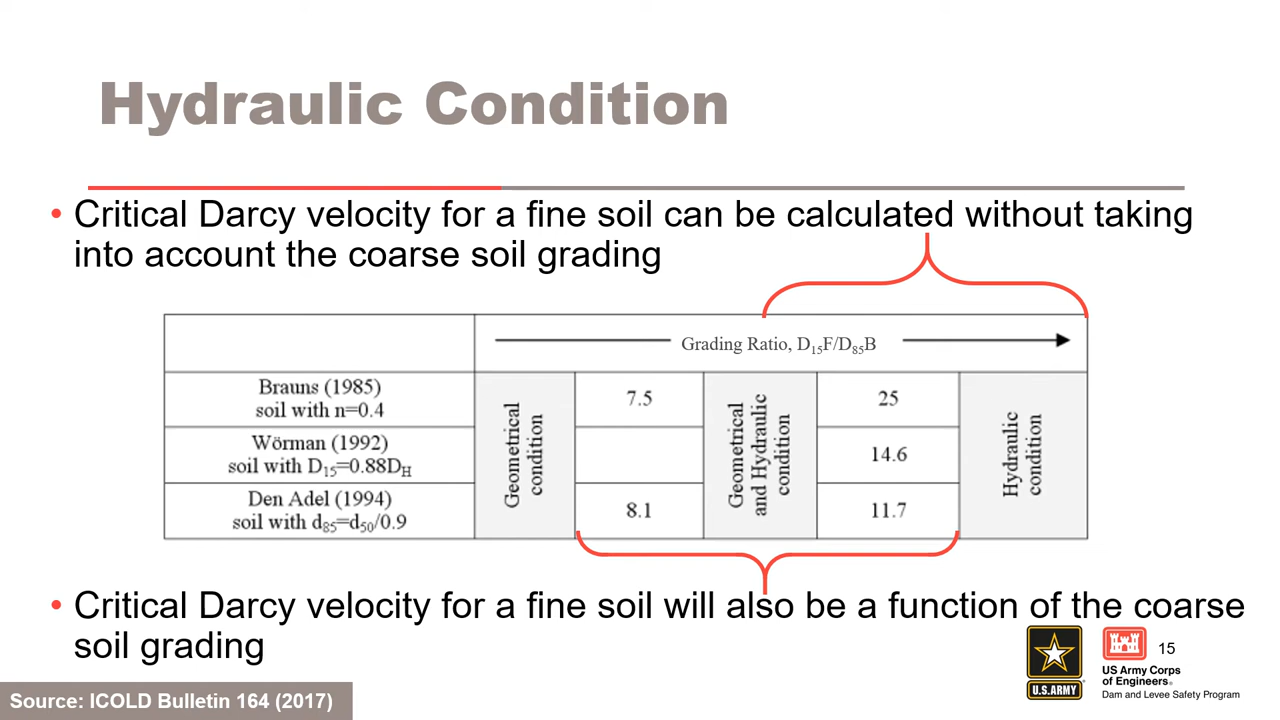 Hydraulic Condition
• Critical Darcy velocity for a fine soil can be calculated without taking
into account the coarse soil grading
Grading Ratio, D15F/D85B
Brauns (1985)
soil with n=0.4
Wörman (1992)
soil with D15=0.88DH
Den Adel (1994)
soil with d85=d50/0.9
Geometrical
condition
7.5
8.1
Geometrical
and Hydraulic
condition
25
14.6
11.7
Hydraulic
condition
• Critical Darcy velocity for a fine soil will also be a function of the coarse
soil grading
U.S. ARMY
US Army Corps
of Engineers®
Dam and Levee Safety Program
15
Source: ICOLD Bulletin 164 (2017)